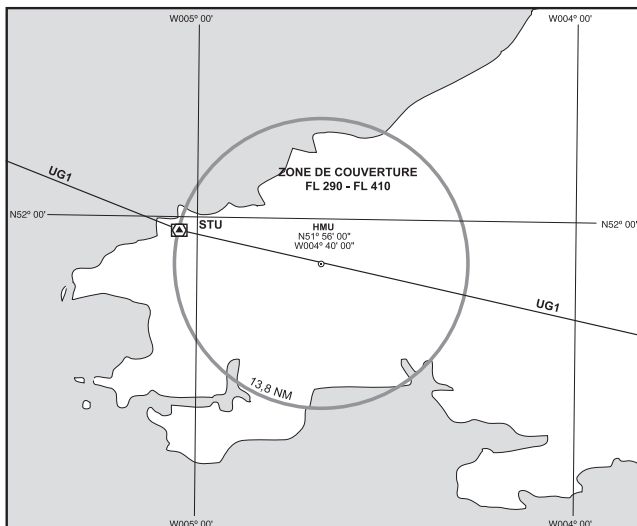 W005° 00'
W004° 00'
UG1
ZONE DE COUVERTURE
FL 290 - FL 410
N52° 00'
STU
HMU
N51° 56' 00"
W004° 40' 00"
N52° 00'
UG1
13,8 NM
W005° 00'
W004° 00'